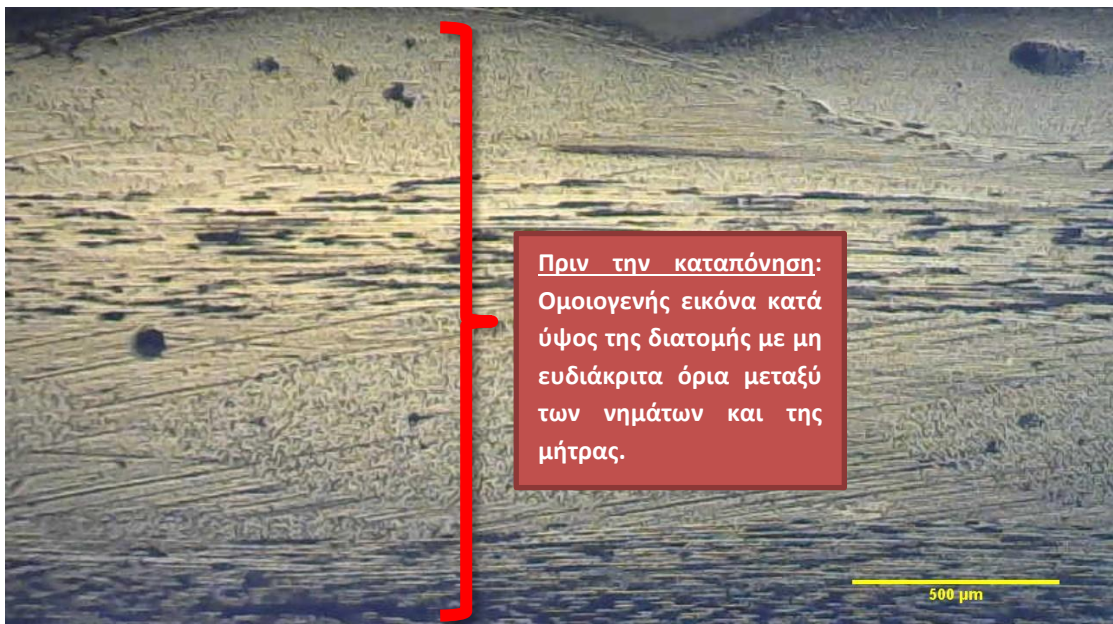 Πριν την καταπόνηση:
Ομοιογενής εικόνα κατά
ύψος της διατομής με μη
ευδιάκριτα όρια μεταξύ
των νημάτων και της
μήτρας.
500 μm